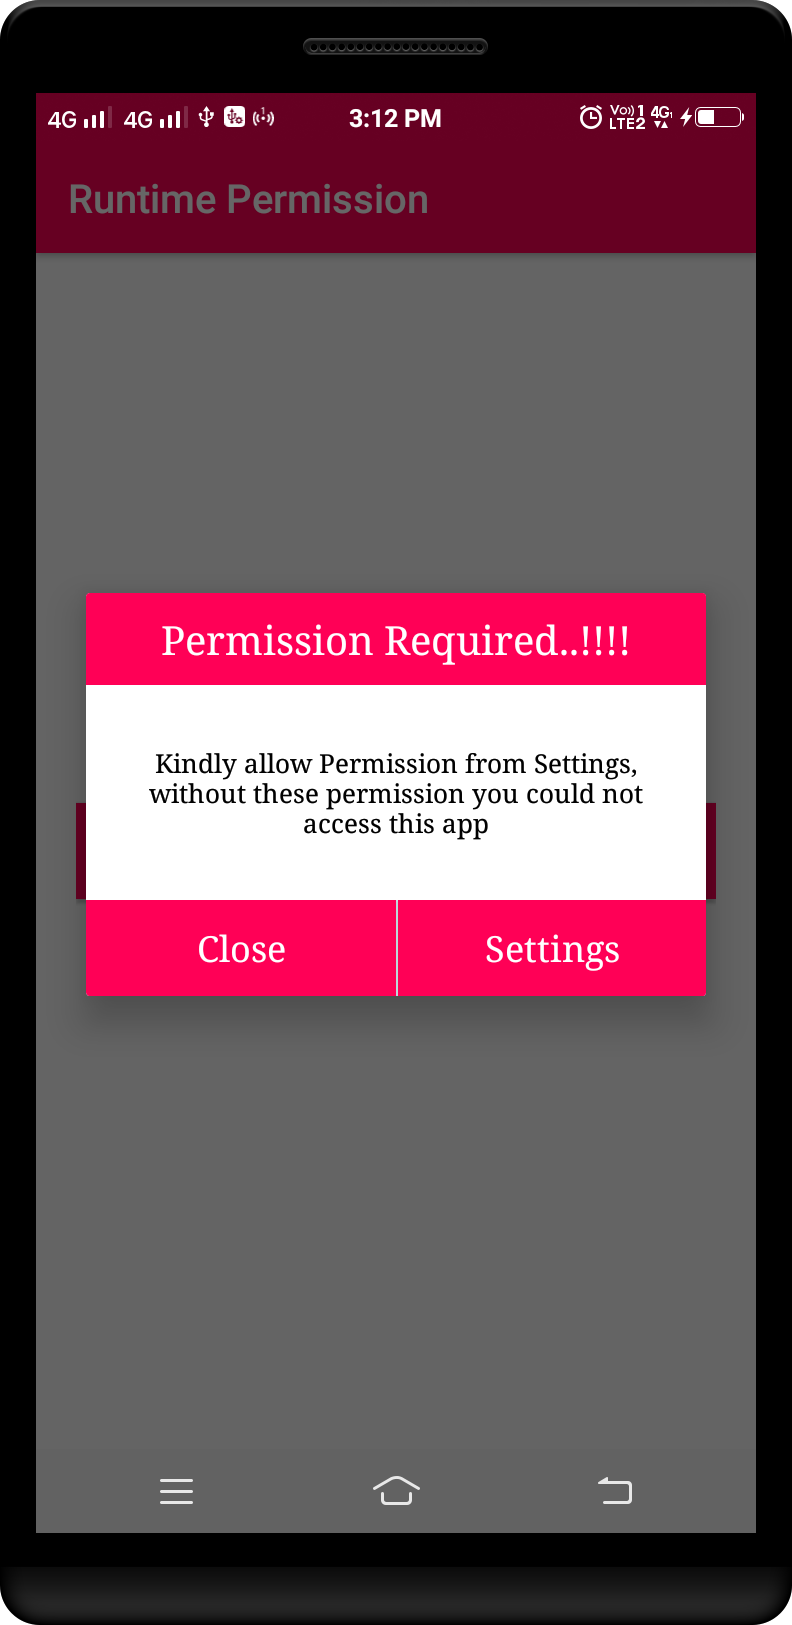 4G 4G 3:12 PM Vo)) 1 LTE2 4G
Runtime Permission
Permission Required..!!!!
Kindly allow Permission from Settings,
without these permission you could not
access this app
Close Settings